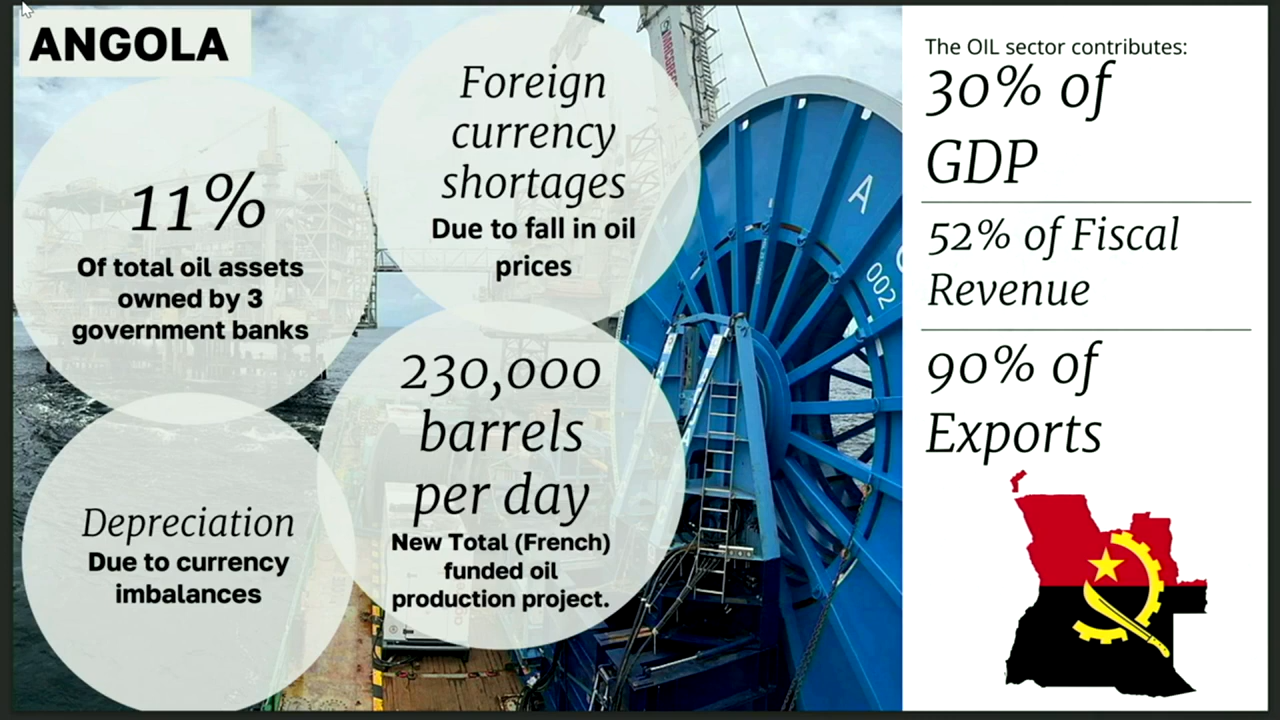 ANGOLA
11%
Of total oil assets
owned by 3
government banks
Foreign
currency
shortages
Due to fall in oil
prices
Depreciation
Due to currency
imbalances
230,000
barrels
per day
New Total (French)
funded oil
production project.
A
002
The OIL sector contributes:
30% of
GDP
52% of Fiscal
Revenue
90% of
Exports